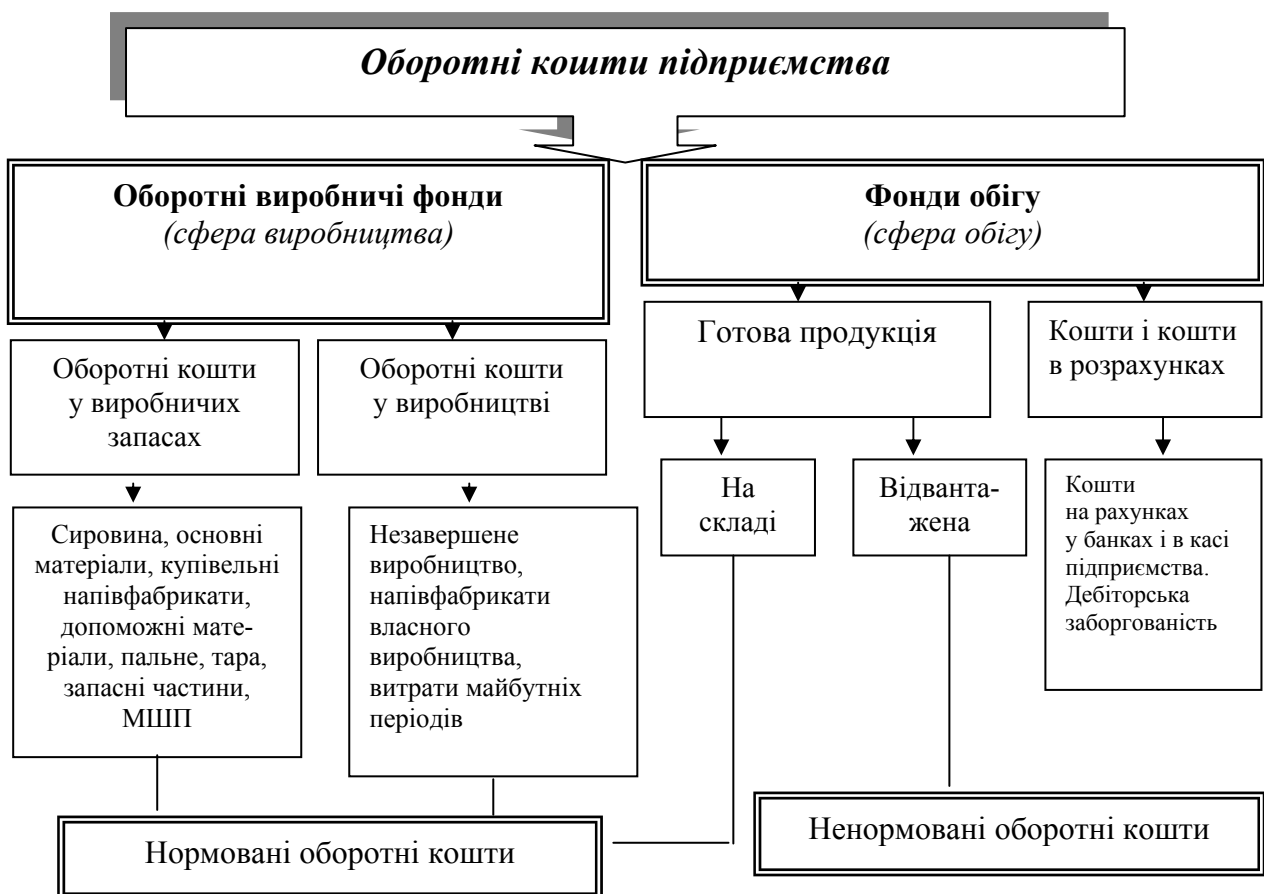 Оборотні кошти підприємства
Оборотні виробничі фонди
(сфера виробництва)
Фонди обігу
(сфера обігу)
Оборотні кошти
у виробничих
запасах
Оборотні кошти
у виробництві
Готова продукція
Кошти і кошти
в розрахунках
На
складі
Відванта-
жена
Сировина, основні
матеріали, купівельні
напівфабрикати,
допоможні мате-
ріали, пальне, тара,
запасні частини,
МШП
Незавершене
виробництво,
напівфабрикати
власного
виробництва,
витрати майбутніх
періодів
Кошти
на рахунках
у банках і в касі
підприємства.
Дебіторська
заборгованість
Нормовані оборотні кошти
Ненормовані оборотні кошти